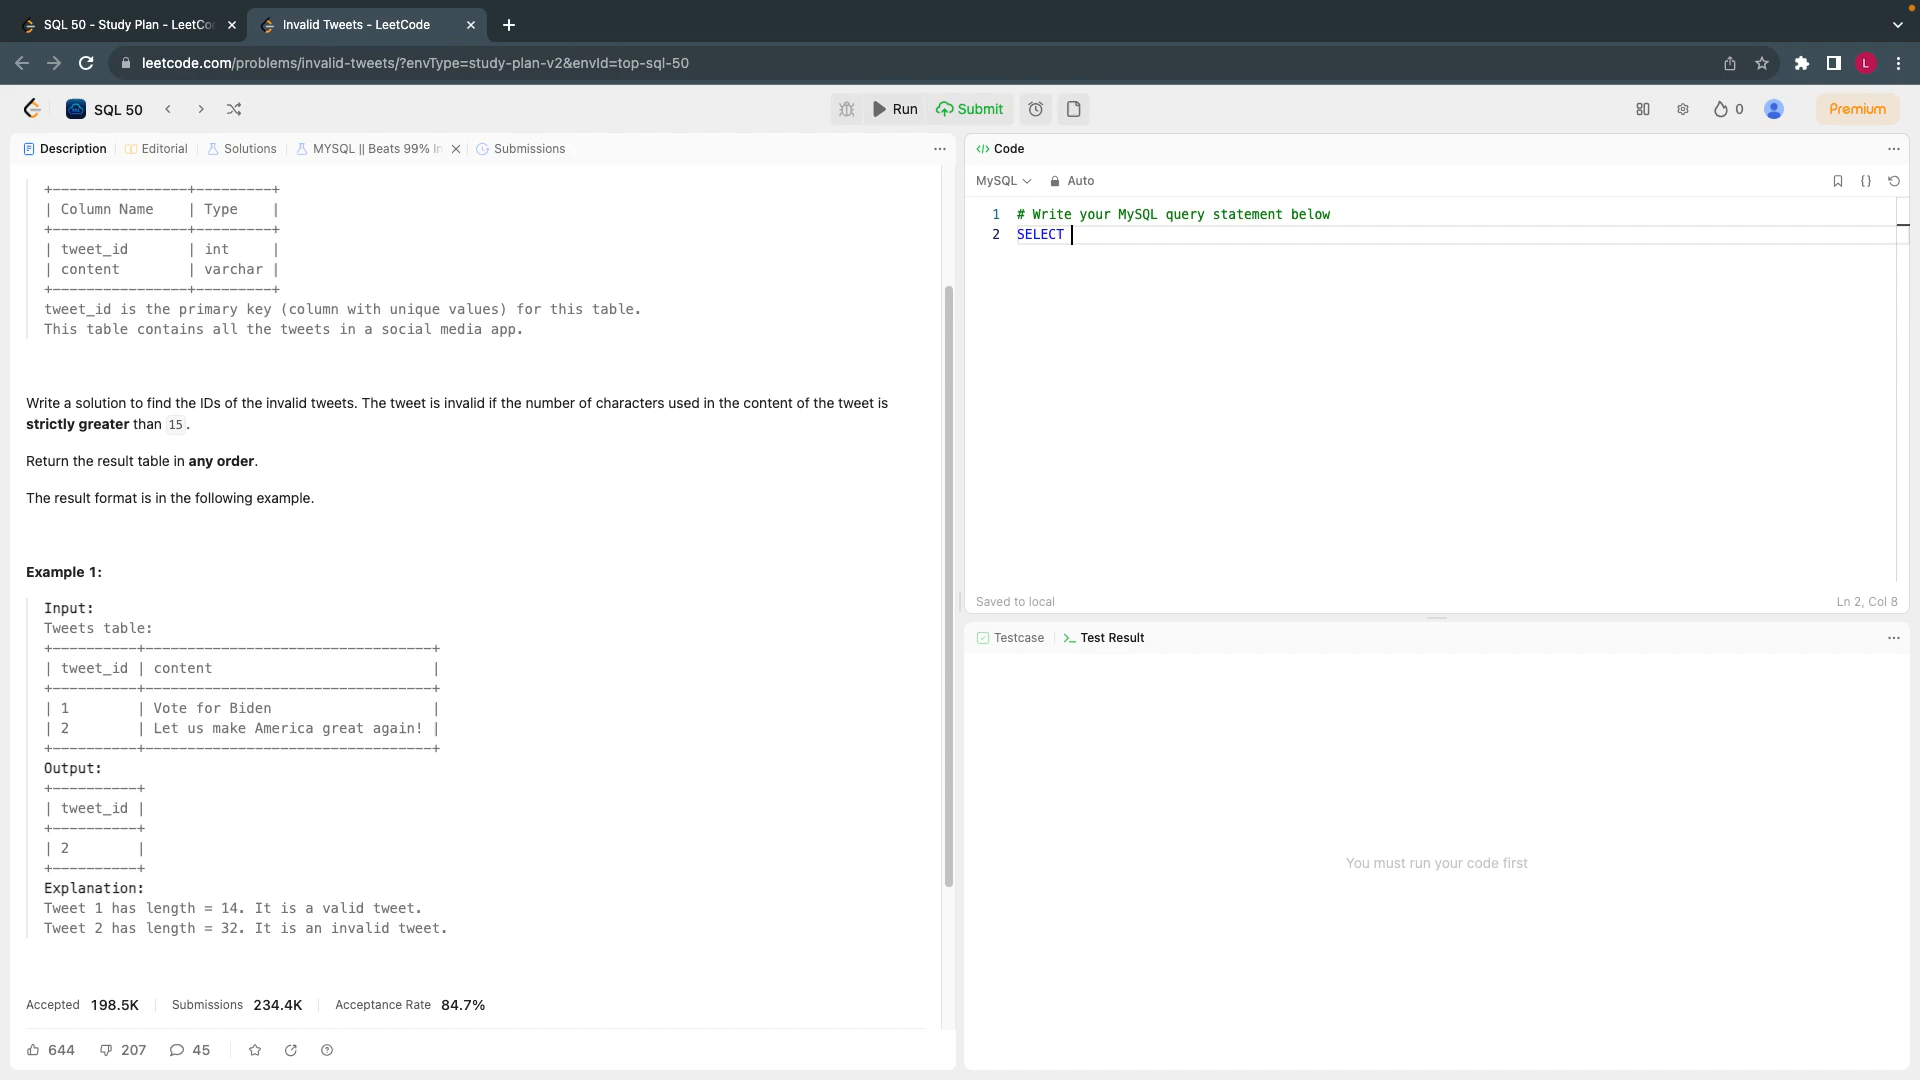 SQL 50 - Study Plan - LeetCo
Invalid Tweets - LeetCode
leetcode.com/problems/invalid-tweets/?envType=study-plan-v2&envId=top-sql-50
L
SQL 50
Run
Submit
0
Premium
Description
Editorial
Solutions
MYSQL || Beats 99% In
Submissions
+----------------+---------+
| Column Name    | Type    |
+----------------+---------+
| tweet_id       | int     |
| content        | varchar |
+----------------+---------+
tweet_id is the primary key (column with unique values) for this table.
This table contains all the tweets in a social media app.
Write a solution to find the IDs of the invalid tweets. The tweet is invalid if the number of characters used in the content of the tweet is
strictly greater than 15.
Return the result table in any order.
The result format is in the following example.
Example 1:
Input:
Tweets table:
+----------+----------------------------------+
| tweet_id | content                          |
+----------+----------------------------------+
| 1        | Vote for Biden                   |
| 2        | Let us make America great again! |
+----------+----------------------------------+
Output:
+----------+
| tweet_id |
+----------+
| 2        |
+----------+
Explanation:
Tweet 1 has length = 14. It is a valid tweet.
Tweet 2 has length = 32. It is an invalid tweet.
Accepted 198.5K
Submissions 234.4K
Acceptance Rate 84.7%
644
207
45
</> Code
MySQL
Auto
{}
1 # Write your MySQL query statement below
2 SELECT
Saved to local
Ln 2, Col 8
Testcase
>_ Test Result
You must run your code first